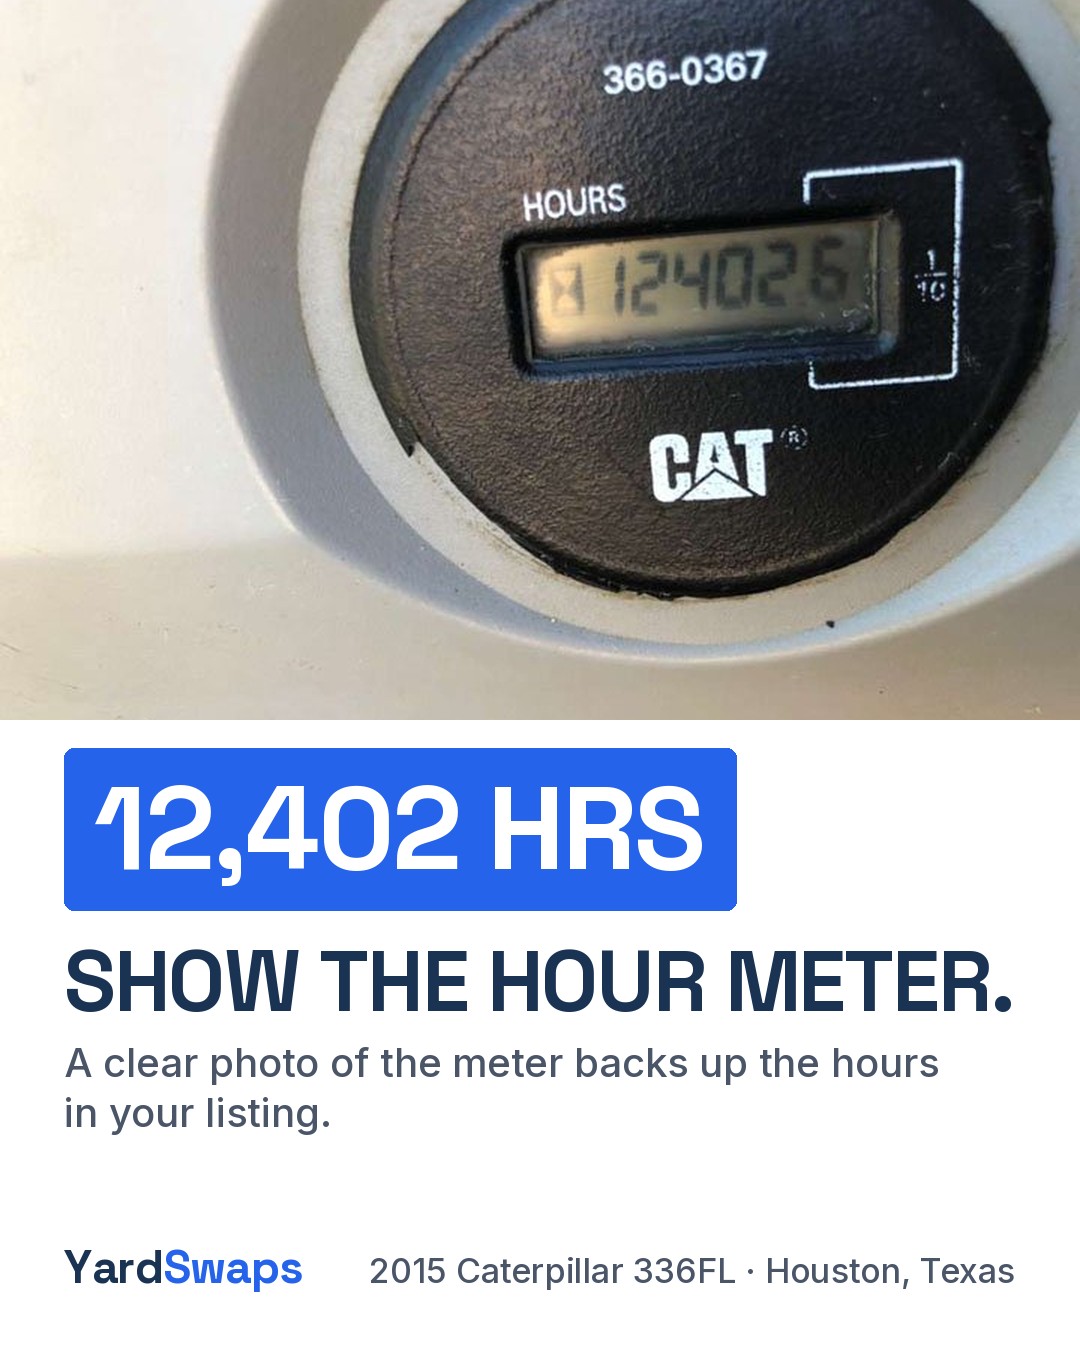 366-0367
HOURS
124026
1/10
CAT®
12,402 HRS
SHOW THE HOUR METER.
A clear photo of the meter backs up the hours
in your listing.
YardSwaps
2015 Caterpillar 336FL · Houston, Texas